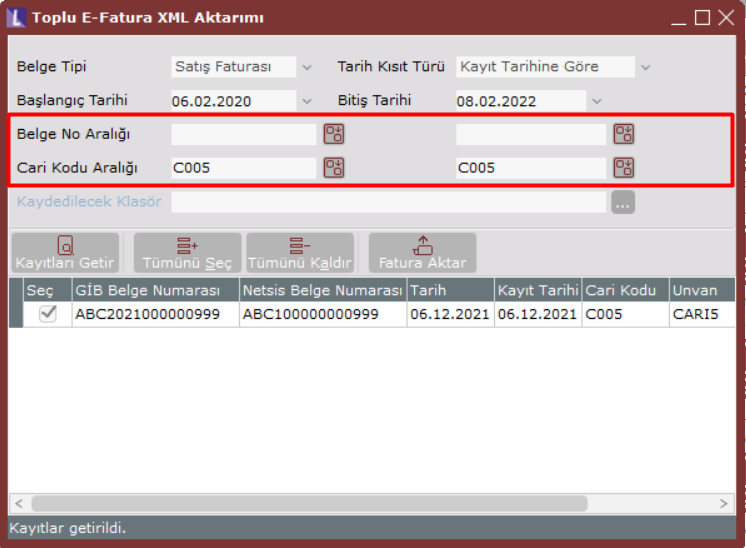 Toplu E-Fatura XML Aktarımı
Belge Tipi Satış Faturası Tarih Kısıt Türü Kayıt Tarihine Göre
Başlangıç Tarihi 06.02.2020 Bitiş Tarihi 08.02.2022
Belge No Aralığı
Cari Kodu Aralığı C005 C005
Kaydedilecek Klasör ...
Kayıtları Getir Tümünü Seç Tümünü Kaldır Fatura Aktar
Seç GİB Belge Numarası Netsis Belge Numarası Tarih Kayıt Tarihi Cari Kodu Unvan
ABC2021000000999 ABC100000000999 06.12.2021 06.12.2021 C005 CARI5
Kayıtlar getirildi.